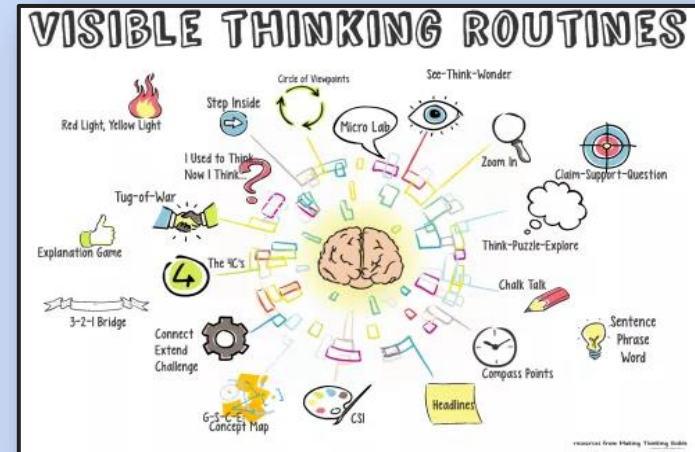 VISIBLE THINKING ROUTINES
Circle of Viewpoints
See-Think-Wonder
Step Inside
Red Light, Yellow Light
Micro Lab
Zoom In
I Used to Think
Now I Think...
Claim-Support-Question
Tug-of-War
Think-Puzzle-Explore
Explanation Game
4
The 4C's
Chalk Talk
3-2-1 Bridge
Connect
Extend
Challenge
Compass Points
Sentence
Phrase
Word
G-S-C-E
Concept Map
CSI
Headlines
resources from Making Thinking Visible